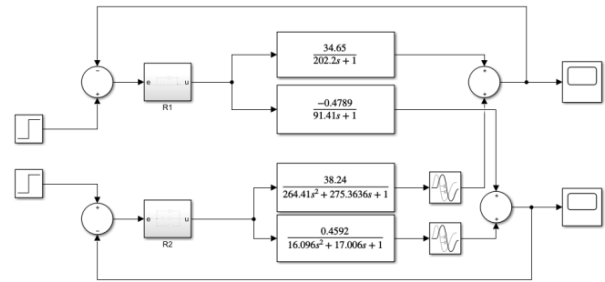 34.65
202.2s + 1
e u
R1
−0.4789
91.41s + 1
38.24
264.41s² + 275.3636s + 1
e u
R2
0.4592
16.096s² + 17.006s + 1